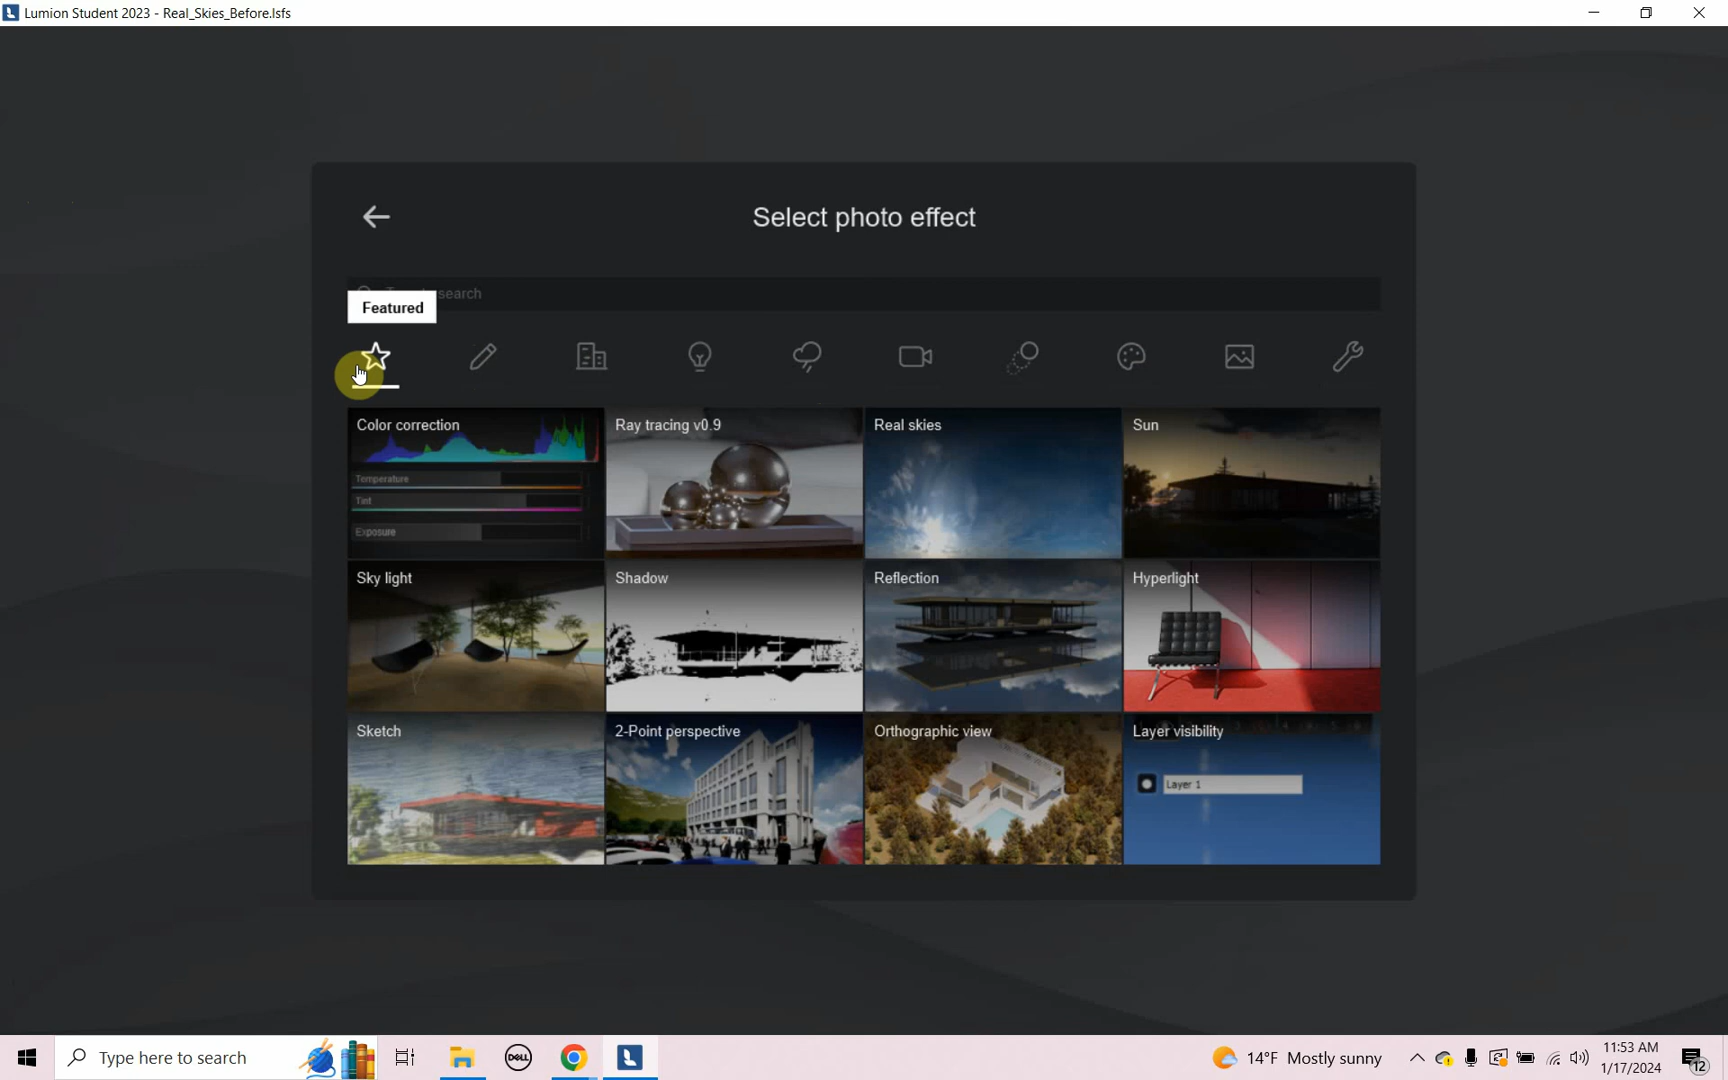 Lumion Student 2023 - Real_Skies_Before.lsfs
Select photo effect
search
Featured
Color correction
Ray tracing v0.9
Real skies
Sun
Temperature
Tint
Exposure
Sky light
Shadow
Reflection
Hyperlight
Sketch
2-Point perspective
Orthographic view
Layer visibility
Layer 1
Type here to search
DELL
14°F Mostly sunny
11:53 AM
1/17/2024
12